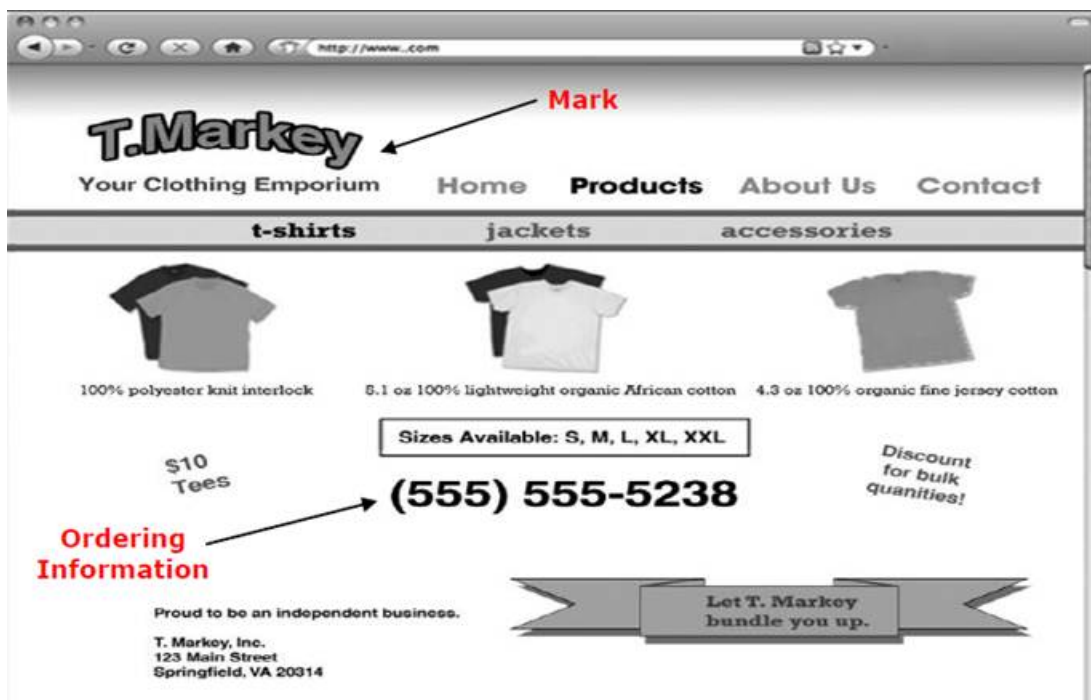 http://www..com
Mark
T.Markey
Your Clothing Emporium
Home Products About Us Contact
t-shirts jackets accessories
100% polyester knit interlock 5.1 oz 100% lightweight organic African cotton 4.3 oz 100% organic fine jersey cotton
Sizes Available: S, M, L, XL, XXL
$10
Tees
Discount
for bulk
quanities!
(555) 555-5238
Ordering
Information
Proud to be an independent business.
T. Markey, Inc.
123 Main Street
Springfield, VA 20314
Let T. Markey
bundle you up.